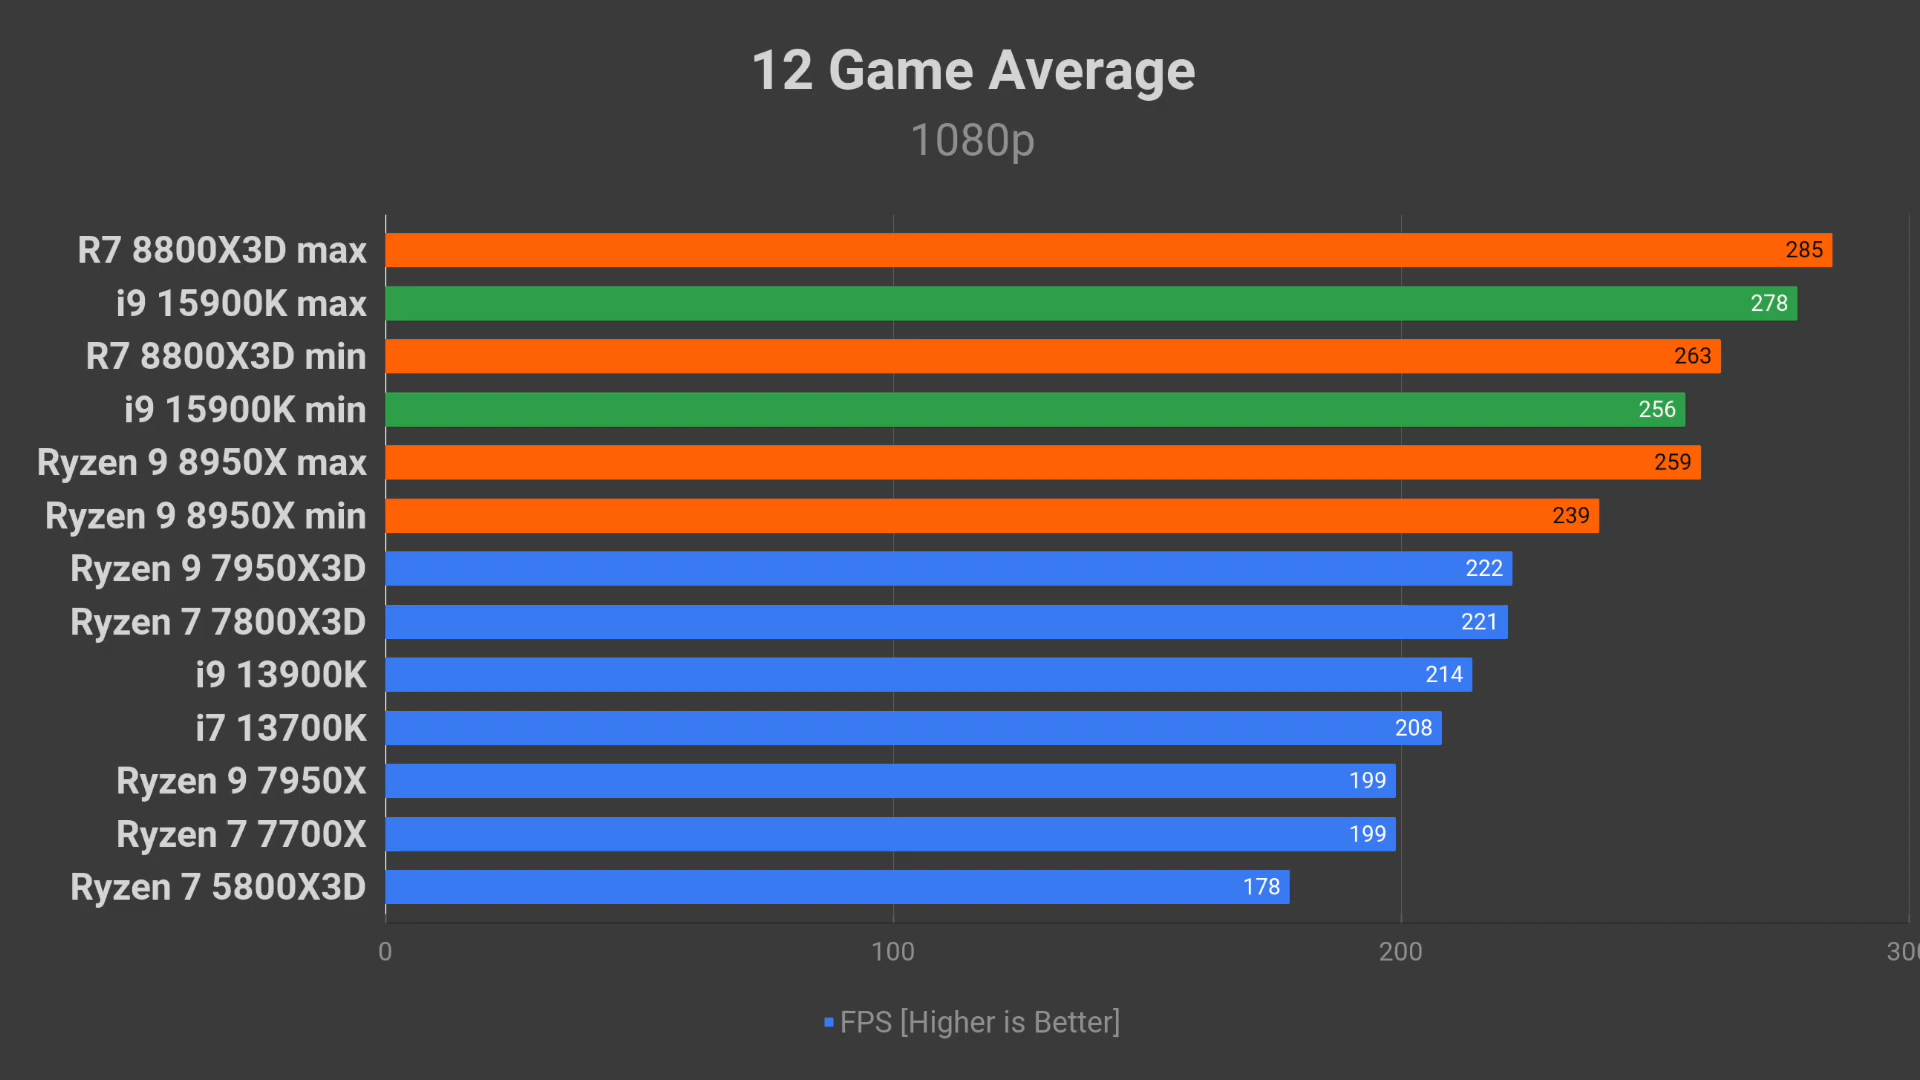 12 Game Average
1080p
R7 8800X3D max 285
i9 15900K max 278
R7 8800X3D min 263
i9 15900K min 256
Ryzen 9 8950X max 259
Ryzen 9 8950X min 239
Ryzen 9 7950X3D 222
Ryzen 7 7800X3D 221
i9 13900K 214
i7 13700K 208
Ryzen 9 7950X 199
Ryzen 7 7700X 199
Ryzen 7 5800X3D 178
0 100 200 300
FPS [Higher is Better]